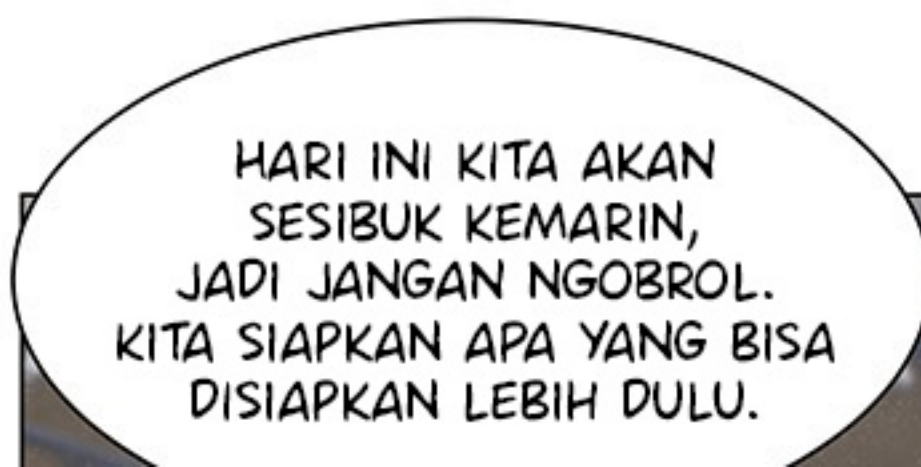 HARI INI KITA AKAN
SESIBUK KEMARIN,
JADI JANGAN NGOBROL.
KITA SIAPKAN APA YANG BISA
DISIAPKAN LEBIH DULU.